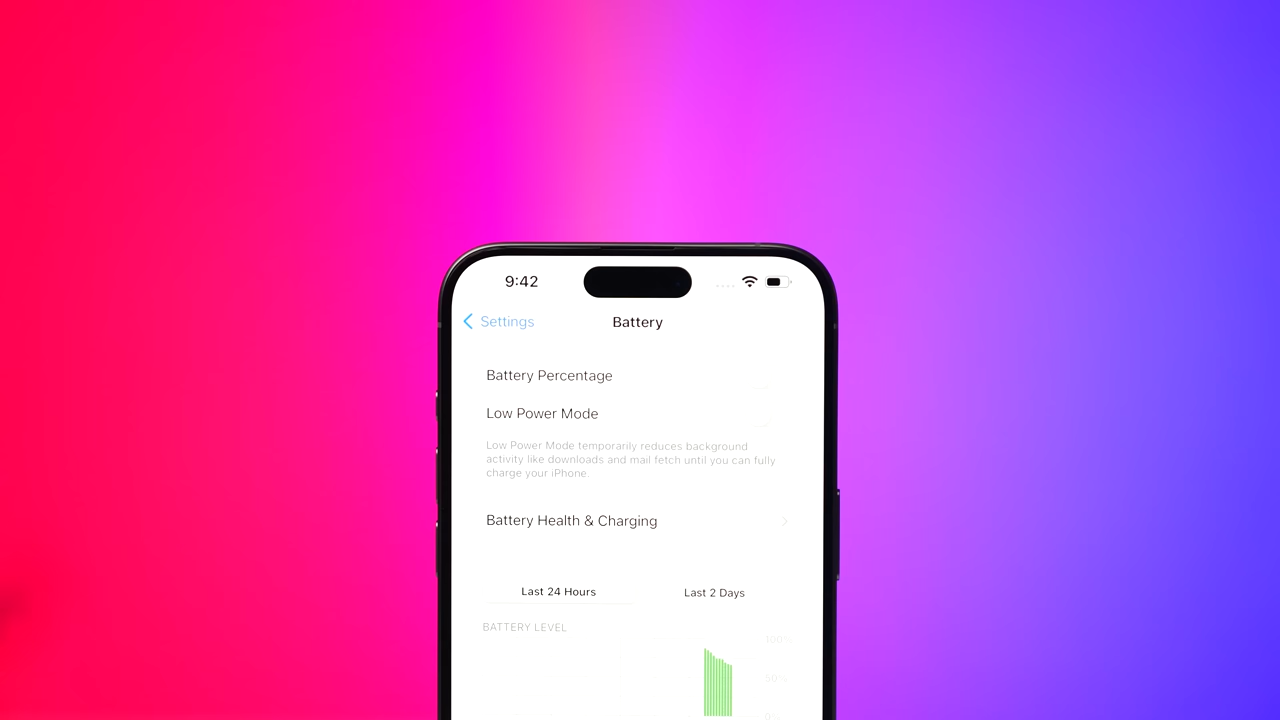 9:42
Settings
Battery
Battery Percentage
Low Power Mode
Low Power Mode temporarily reduces background
activity like downloads and mail fetch until you can fully
charge your iPhone.
Battery Health & Charging
Last 24 Hours
Last 2 Days
BATTERY LEVEL
100%
50%
0%